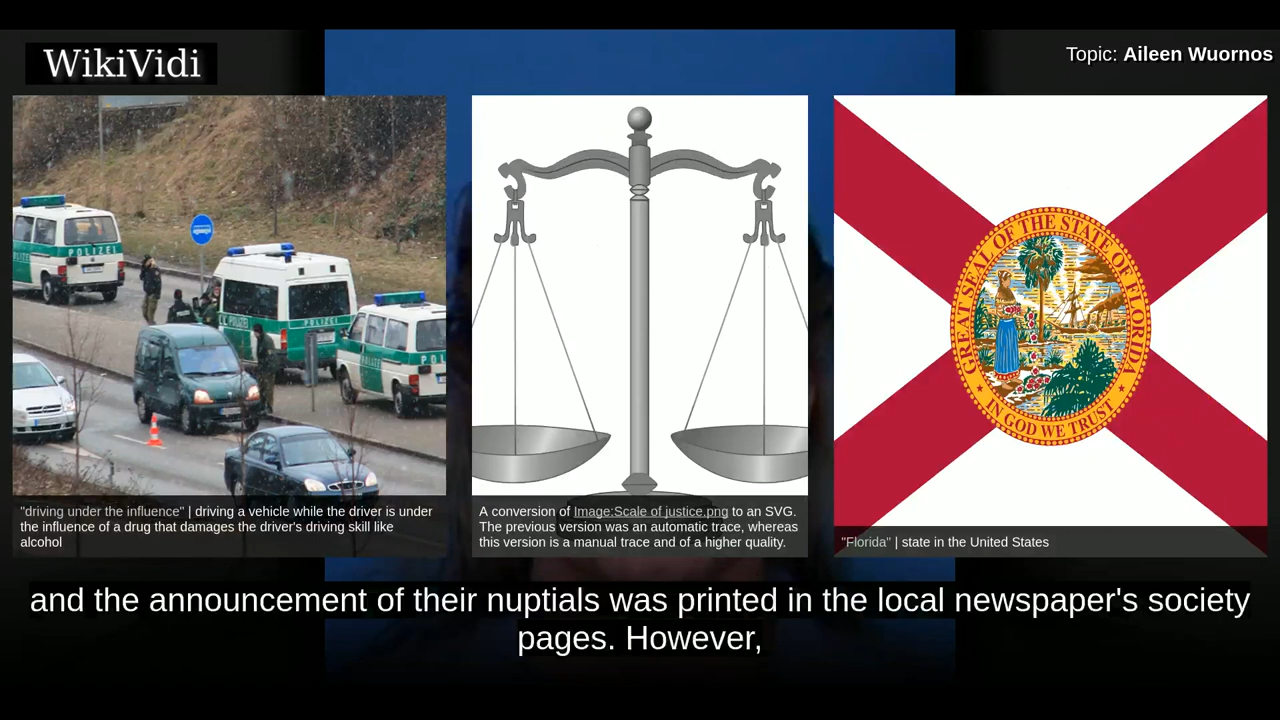 WikiVidi
Topic: Aileen Wuornos
POLIZEI
POLIZEI
POLIZEI
GREAT SEAL OF THE STATE OF FLORIDA
IN GOD WE TRUST
"driving under the influence" | driving a vehicle while the driver is under
the influence of a drug that damages the driver's driving skill like
alcohol
A conversion of Image:Scale of justice.png to an SVG.
The previous version was an automatic trace, whereas
this version is a manual trace and of a higher quality.
"Florida" | state in the United States
and the announcement of their nuptials was printed in the local newspaper's society
pages. However,